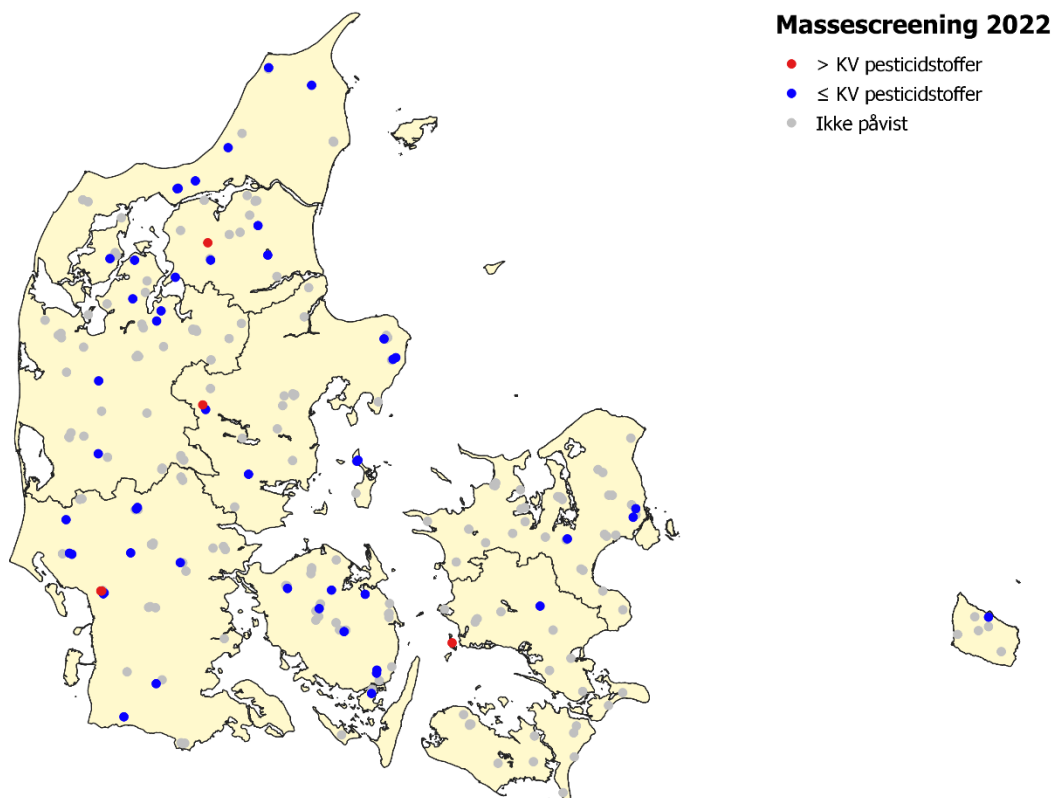 Massescreening 2022
> KV pesticidstoffer
≤ KV pesticidstoffer
Ikke påvist